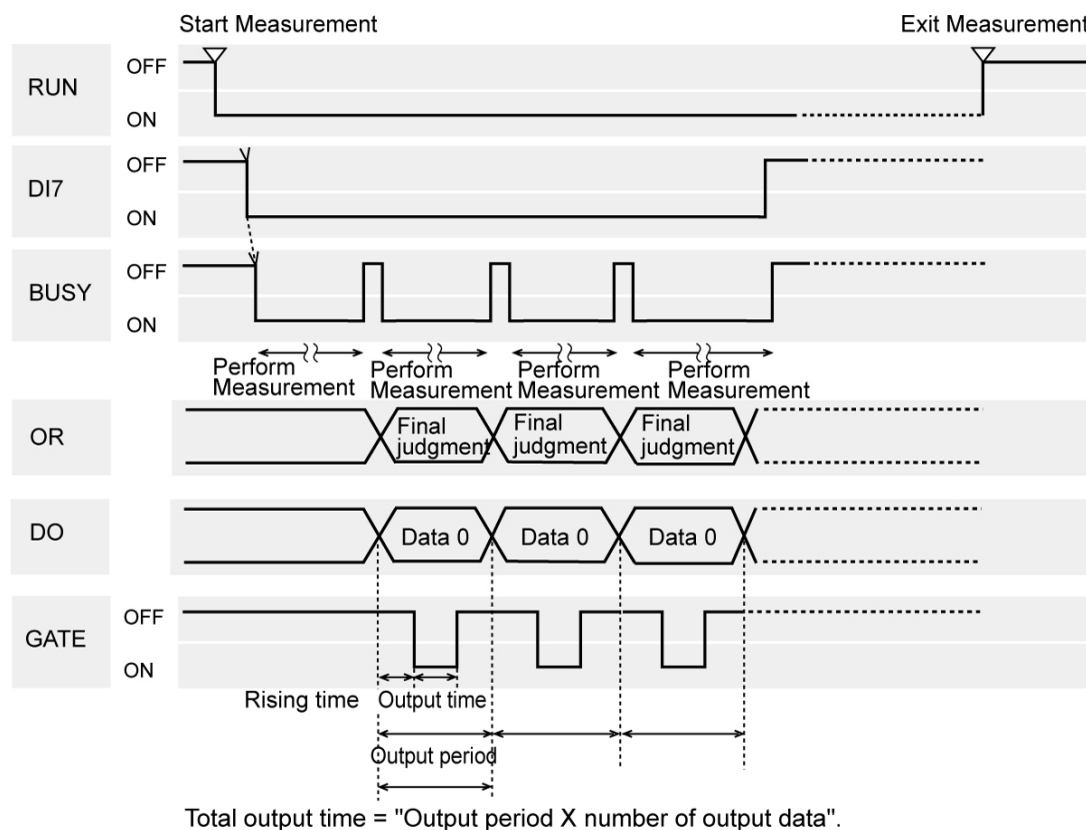 Start Measurement
Exit Measurement
RUN
OFF
ON
DI7
OFF
ON
BUSY
OFF
ON
Perform
Measurement
Perform
Measurement
Perform
Measurement
Perform
Measurement
OR
Final
judgment
Final
judgment
Final
judgment
DO
Data 0
Data 0
Data 0
GATE
OFF
ON
Rising time
Output time
Output period
Total output time = "Output period X number of output data".